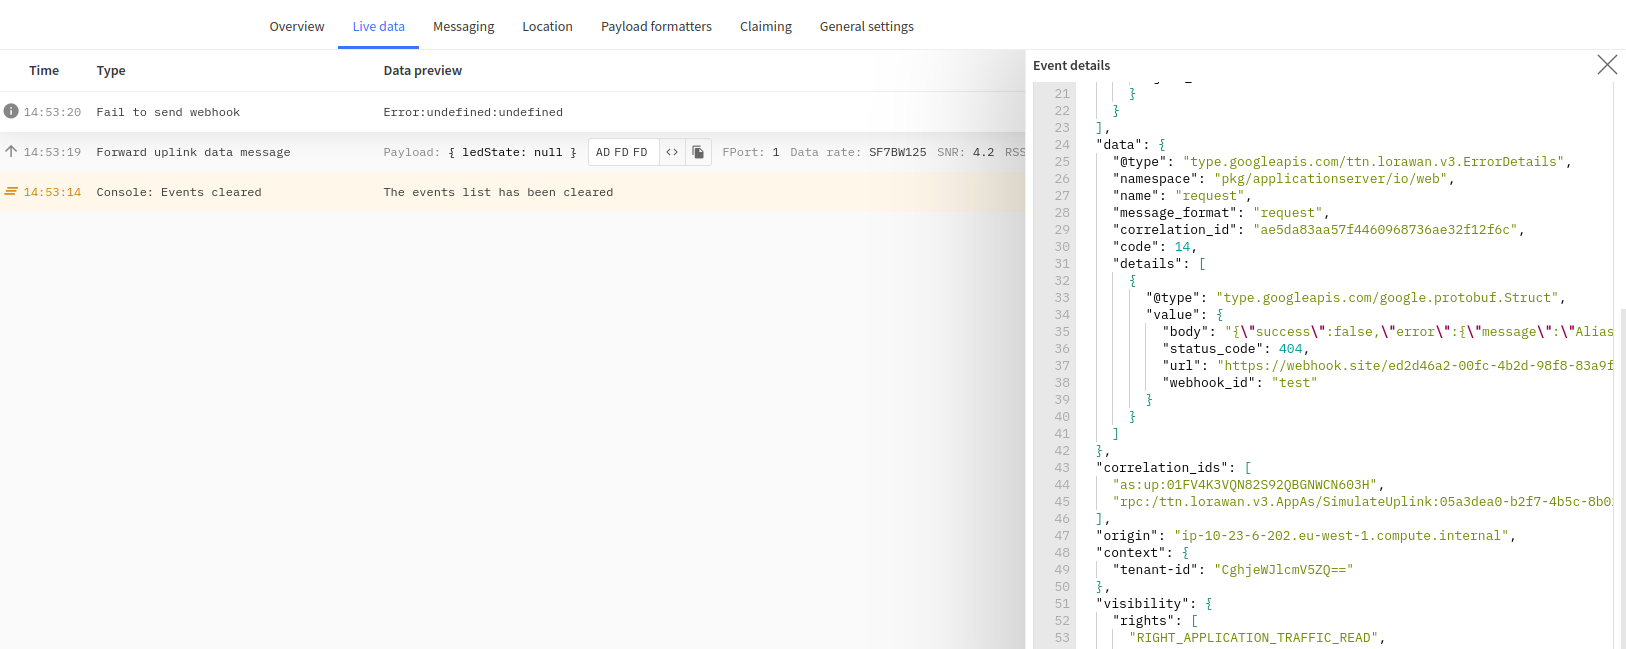 Overview Live data Messaging Location Payload formatters Claiming General settings
Time Type Data preview
14:53:20 Fail to send webhook Error:undefined:undefined
14:53:19 Forward uplink data message Payload: { ledState: null } AD FD FD <> FPort: 1 Data rate: SF7BW125 SNR: 4.2 RSS
14:53:14 Console: Events cleared The events list has been cleared
Event details
21 }
22 }
23 ],
24 "data": {
25 "@type": "type.googleapis.com/ttn.lorawan.v3.ErrorDetails",
26 "namespace": "pkg/applicationserver/io/web",
27 "name": "request",
28 "message_format": "request",
29 "correlation_id": "ae5da83aa57f4460968736ae32f12f6c",
30 "code": 14,
31 "details": [
32 {
33 "@type": "type.googleapis.com/google.protobuf.Struct",
34 "value": {
35 "body": "{\"success\":false,\"error\":{\"message\":\"Alias
36 "status_code": 404,
37 "url": "https://webhook.site/ed2d46a2-00fc-4b2d-98f8-83a9f
38 "webhook_id": "test"
39 }
40 }
41 ]
42 },
43 "correlation_ids": [
44 "as:up:01FV4K3VQN82S92QBGNWCN603H",
45 "rpc:/ttn.lorawan.v3.AppAs/SimulateUplink:05a3dea0-b2f7-4b5c-8b0
46 ],
47 "origin": "ip-10-23-6-202.eu-west-1.compute.internal",
48 "context": {
49 "tenant-id": "CghjeWJlcmV5ZQ=="
50 },
51 "visibility": {
52 "rights": [
53 "RIGHT_APPLICATION_TRAFFIC_READ",